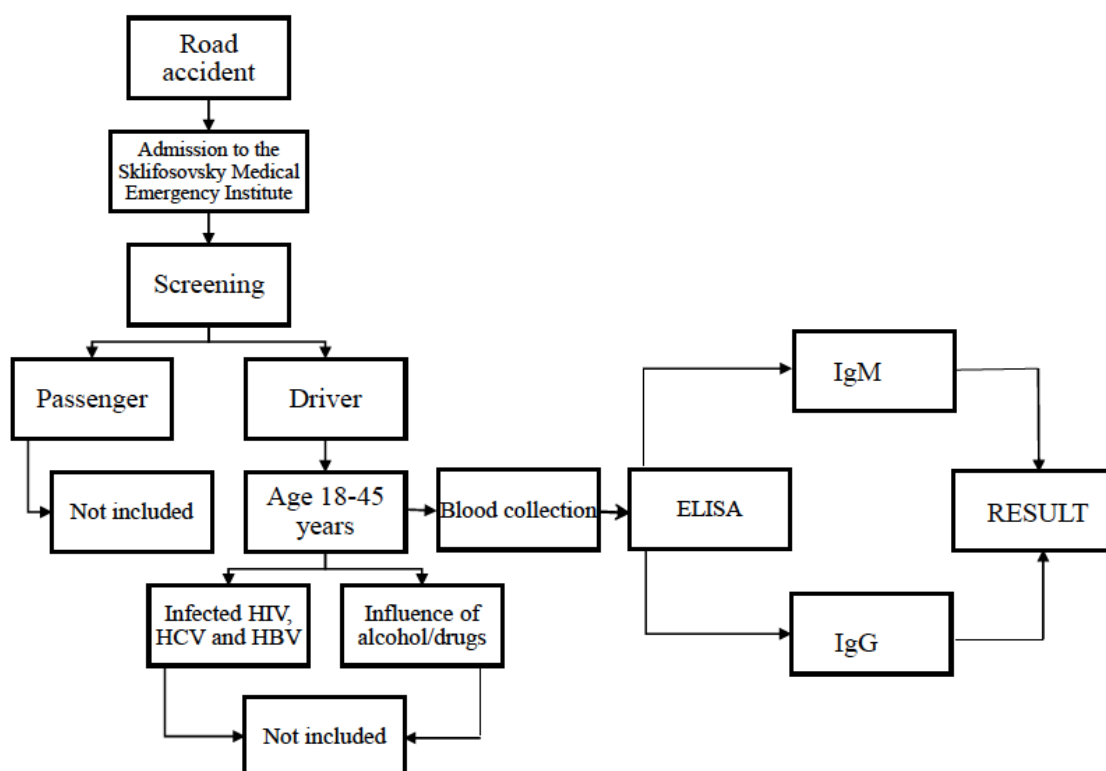 Road
accident
Admission to the
Sklifosovsky Medical
Emergency Institute
Screening
Passenger
Driver
Not included
Age 18-45
years
Blood collection
ELISA
IgM
IgG
RESULT
Infected HIV,
HCV and HBV
Influence of
alcohol/drugs
Not included